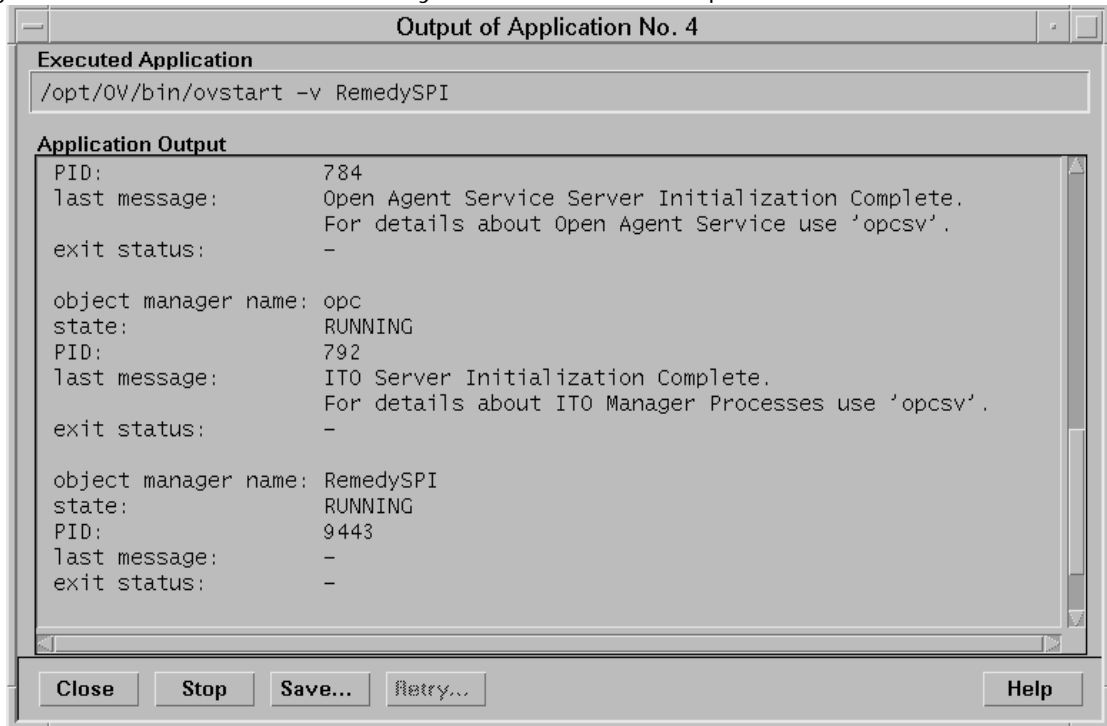 Output of Application No. 4
Executed Application
/opt/OV/bin/ovstart -v RemedySPI
Application Output
PID: 784
last message: Open Agent Service Server Initialization Complete.
For details about Open Agent Service use 'opcsv'.
exit status: -
object manager name: opc
state: RUNNING
PID: 792
last message: ITO Server Initialization Complete.
For details about ITO Manager Processes use 'opcsv'.
exit status: -
object manager name: RemedySPI
state: RUNNING
PID: 9443
last message: -
exit status: -
Close Stop Save... Retry... Help